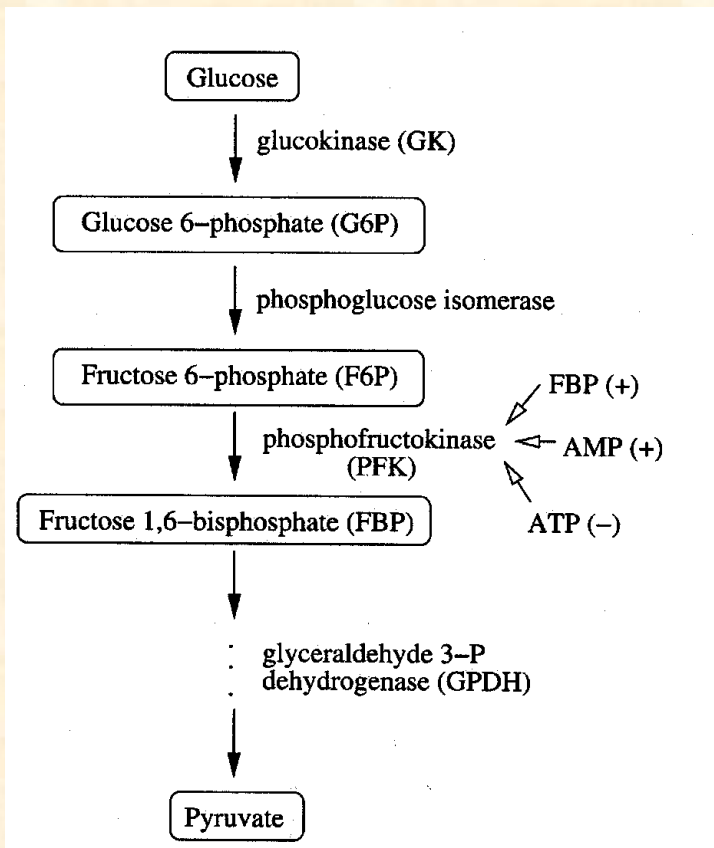 Glucose
glucokinase (GK)
Glucose 6–phosphate (G6P)
phosphoglucose isomerase
Fructose 6–phosphate (F6P)
FBP (+)
phosphofructokinase
(PFK)
AMP (+)
Fructose 1,6–bisphosphate (FBP)
ATP (–)
glyceraldehyde 3–P
dehydrogenase (GPDH)
Pyruvate